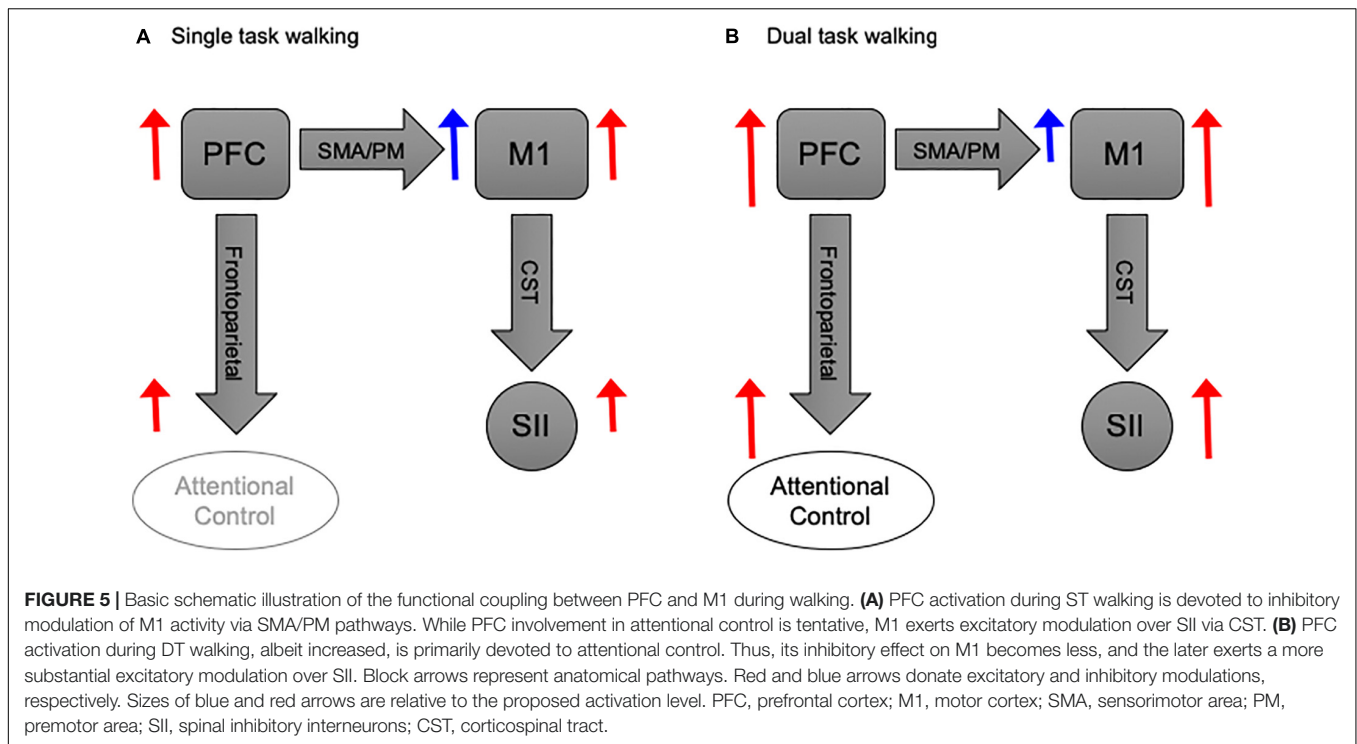 A Single task walking
B Dual task walking
PFC
SMA/PM
M1
Frontoparietal
CST
SII
Attentional
Control
PFC
SMA/PM
M1
Frontoparietal
CST
SII
Attentional
Control
FIGURE 5 | Basic schematic illustration of the functional coupling between PFC and M1 during walking. (A) PFC activation during ST walking is devoted to inhibitory
modulation of M1 activity via SMA/PM pathways. While PFC involvement in attentional control is tentative, M1 exerts excitatory modulation over SII via CST. (B) PFC
activation during DT walking, albeit increased, is primarily devoted to attentional control. Thus, its inhibitory effect on M1 becomes less, and the later exerts a more
substantial excitatory modulation over SII. Block arrows represent anatomical pathways. Red and blue arrows donate excitatory and inhibitory modulations,
respectively. Sizes of blue and red arrows are relative to the proposed activation level. PFC, prefrontal cortex; M1, motor cortex; SMA, sensorimotor area; PM,
premotor area; SII, spinal inhibitory interneurons; CST, corticospinal tract.